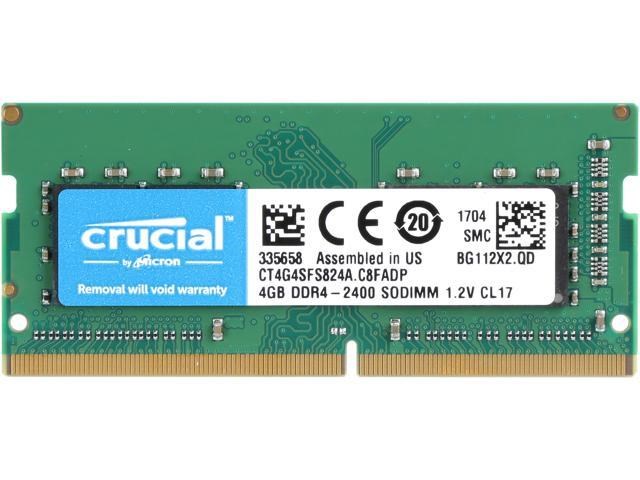 crucial™
by Micron
Removal will void warranty
CE
20
1704
SMC
335658 Assembled in US BG112X2.QD
CT4G4SFS824A.C8FADP
4GB DDR4-2400 SODIMM 1.2V CL17